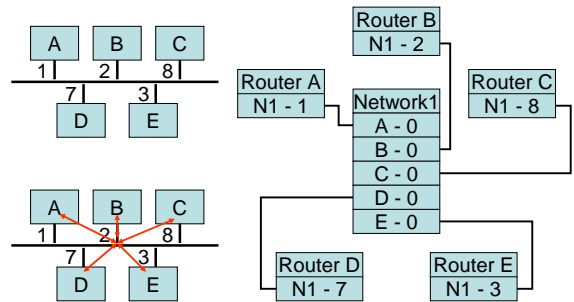 A B C
1 2 8
7 3
D E
A B C
1 2 8
7 3
D E
Router B
N1 - 2
Router A
N1 - 1
Router C
N1 - 8
Network1
A - 0
B - 0
C - 0
D - 0
E - 0
Router D
N1 - 7
Router E
N1 - 3